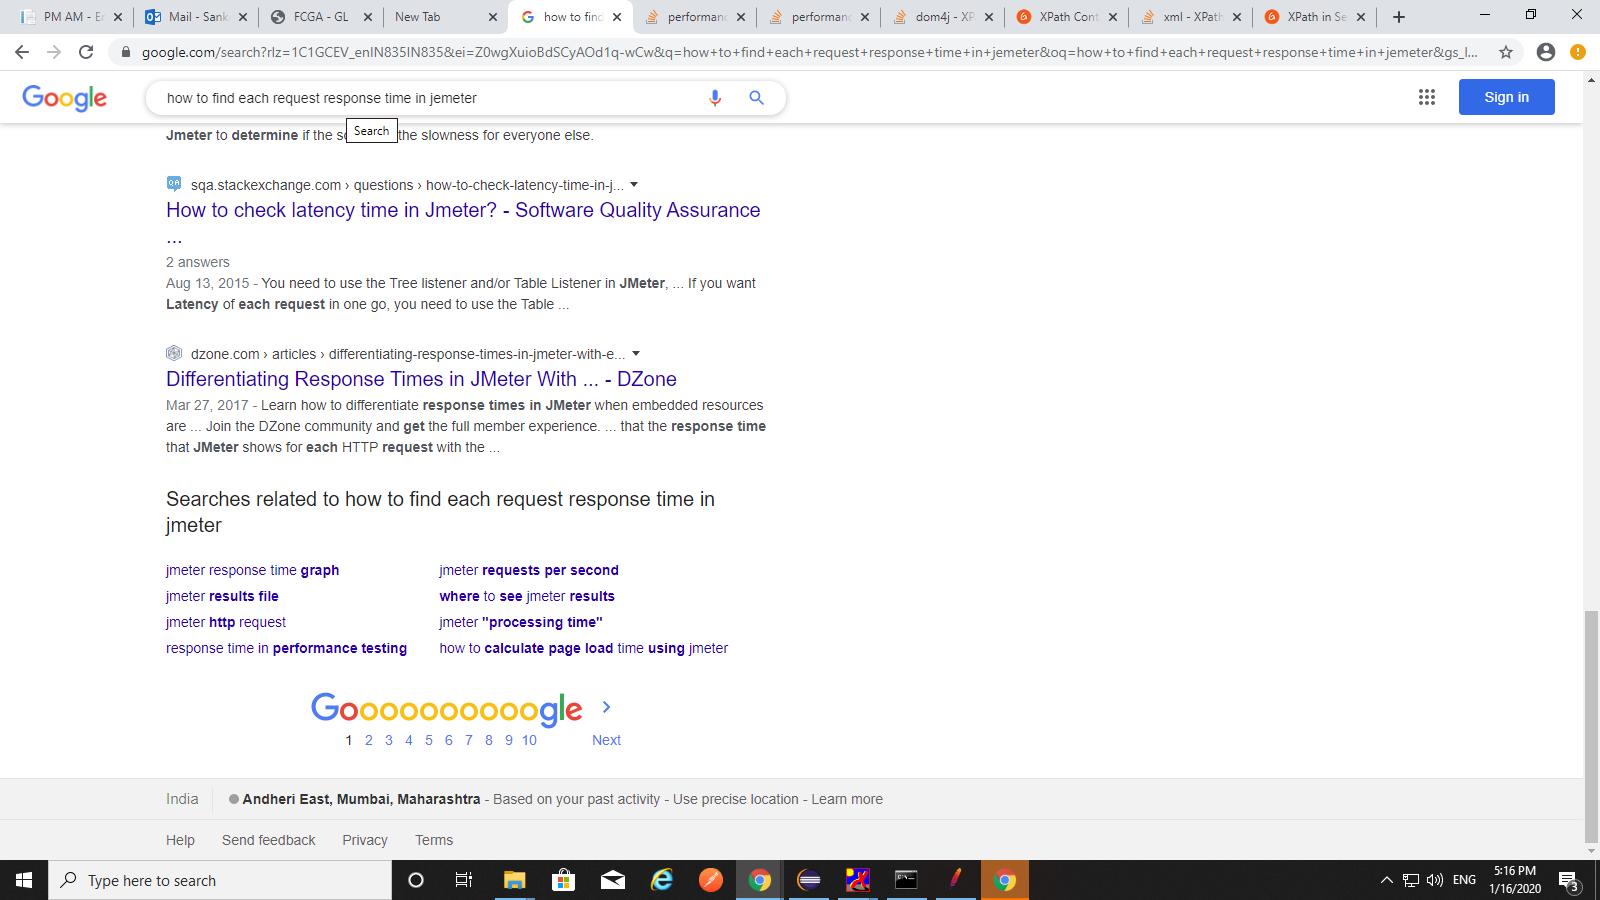 PM AM - Er
Mail - Sank
FCGA - GL
New Tab
how to find
performanc
performanc
dom4j - XP
XPath Cont
xml - XPath
XPath in Se
google.com/search?rlz=1C1GCEV_enIN835IN835&ei=Z0wgXuioBdSCyAOd1q-wCw&q=how+to+find+each+request+response+time+in+jemeter&oq=how+to+find+each+request+response+time+in+jemeter&gs_l...
Google
how to find each request response time in jemeter
Sign in
Search
Jmeter to determine if the so the slowness for everyone else.
sqa.stackexchange.com › questions › how-to-check-latency-time-in-j...
How to check latency time in Jmeter? - Software Quality Assurance
...
2 answers
Aug 13, 2015 - You need to use the Tree listener and/or Table Listener in JMeter, ... If you want
Latency of each request in one go, you need to use the Table ...
dzone.com › articles › differentiating-response-times-in-jmeter-with-e...
Differentiating Response Times in JMeter With ... - DZone
Mar 27, 2017 - Learn how to differentiate response times in JMeter when embedded resources
are ... Join the DZone community and get the full member experience. ... that the response time
that JMeter shows for each HTTP request with the ...
Searches related to how to find each request response time in
jmeter
jmeter response time graph
jmeter requests per second
jmeter results file
where to see jmeter results
jmeter http request
jmeter "processing time"
response time in performance testing
how to calculate page load time using jmeter
Goooooooooogle
1 2 3 4 5 6 7 8 9 10 Next
India
Andheri East, Mumbai, Maharashtra - Based on your past activity - Use precise location - Learn more
Help Send feedback Privacy Terms
Type here to search
ENG
5:16 PM
1/16/2020
3